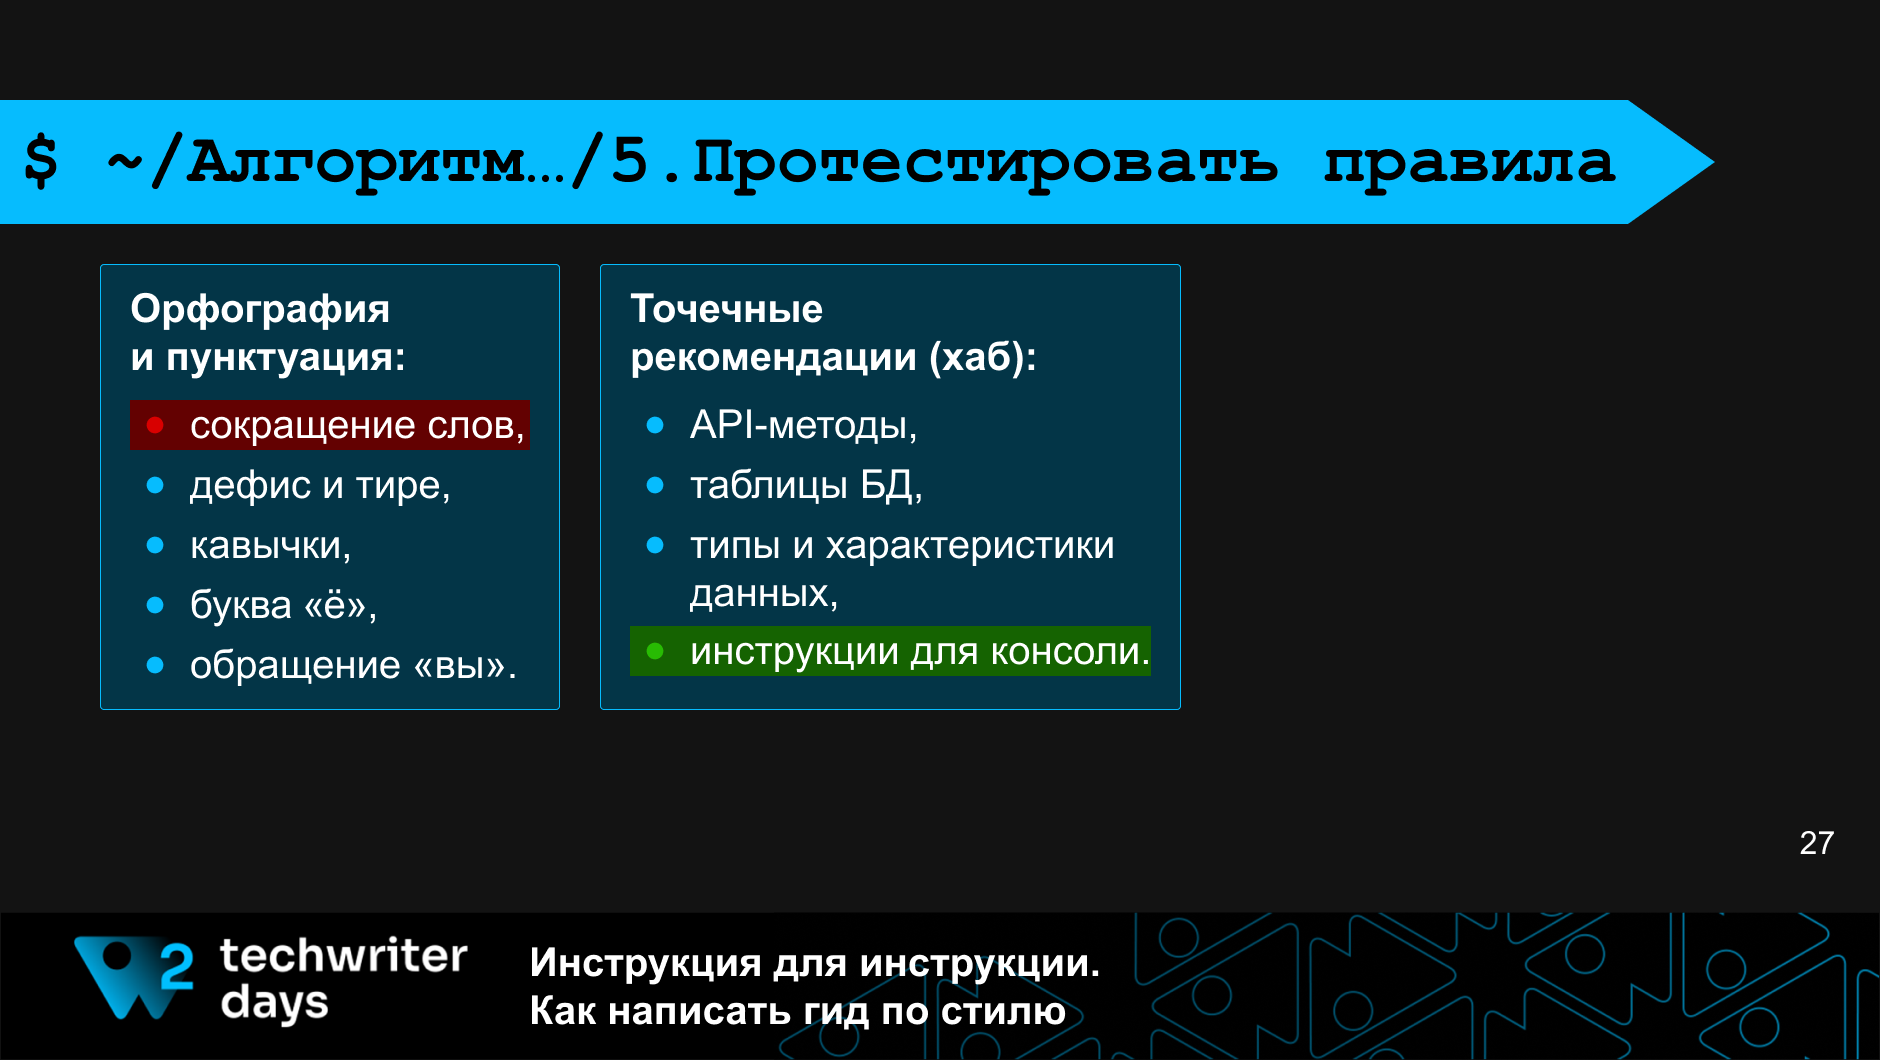 $ ~/Алгоритм…/5.Протестировать правила
Орфография
и пунктуация:
● сокращение слов,
● дефис и тире,
● кавычки,
● буква «ё»,
● обращение «вы».
Точечные
рекомендации (хаб):
● API-методы,
● таблицы БД,
● типы и характеристики
данных,
● инструкции для консоли.
27
2 techwriter
days
Инструкция для инструкции.
Как написать гид по стилю